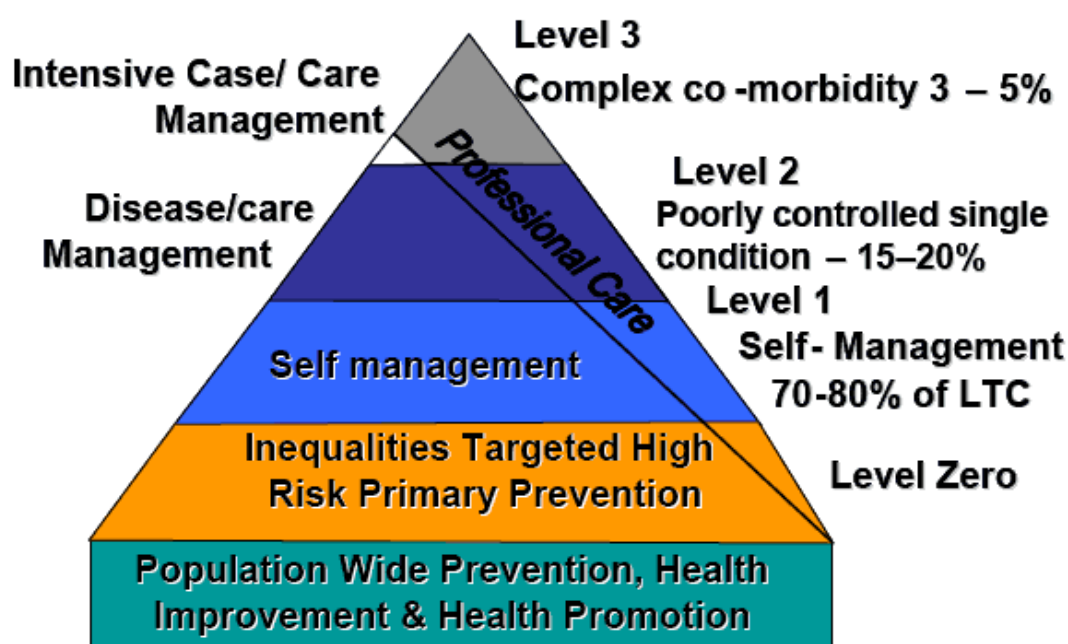 Level 3
Intensive Case/ Care
Management
Complex co -morbidity 3 – 5%
Professional Care
Level 2
Disease/care
Management
Poorly controlled single
condition – 15–20%
Level 1
Self management
Self- Management
70-80% of LTC
Inequalities Targeted High
Risk Primary Prevention
Level Zero
Population Wide Prevention, Health
Improvement & Health Promotion